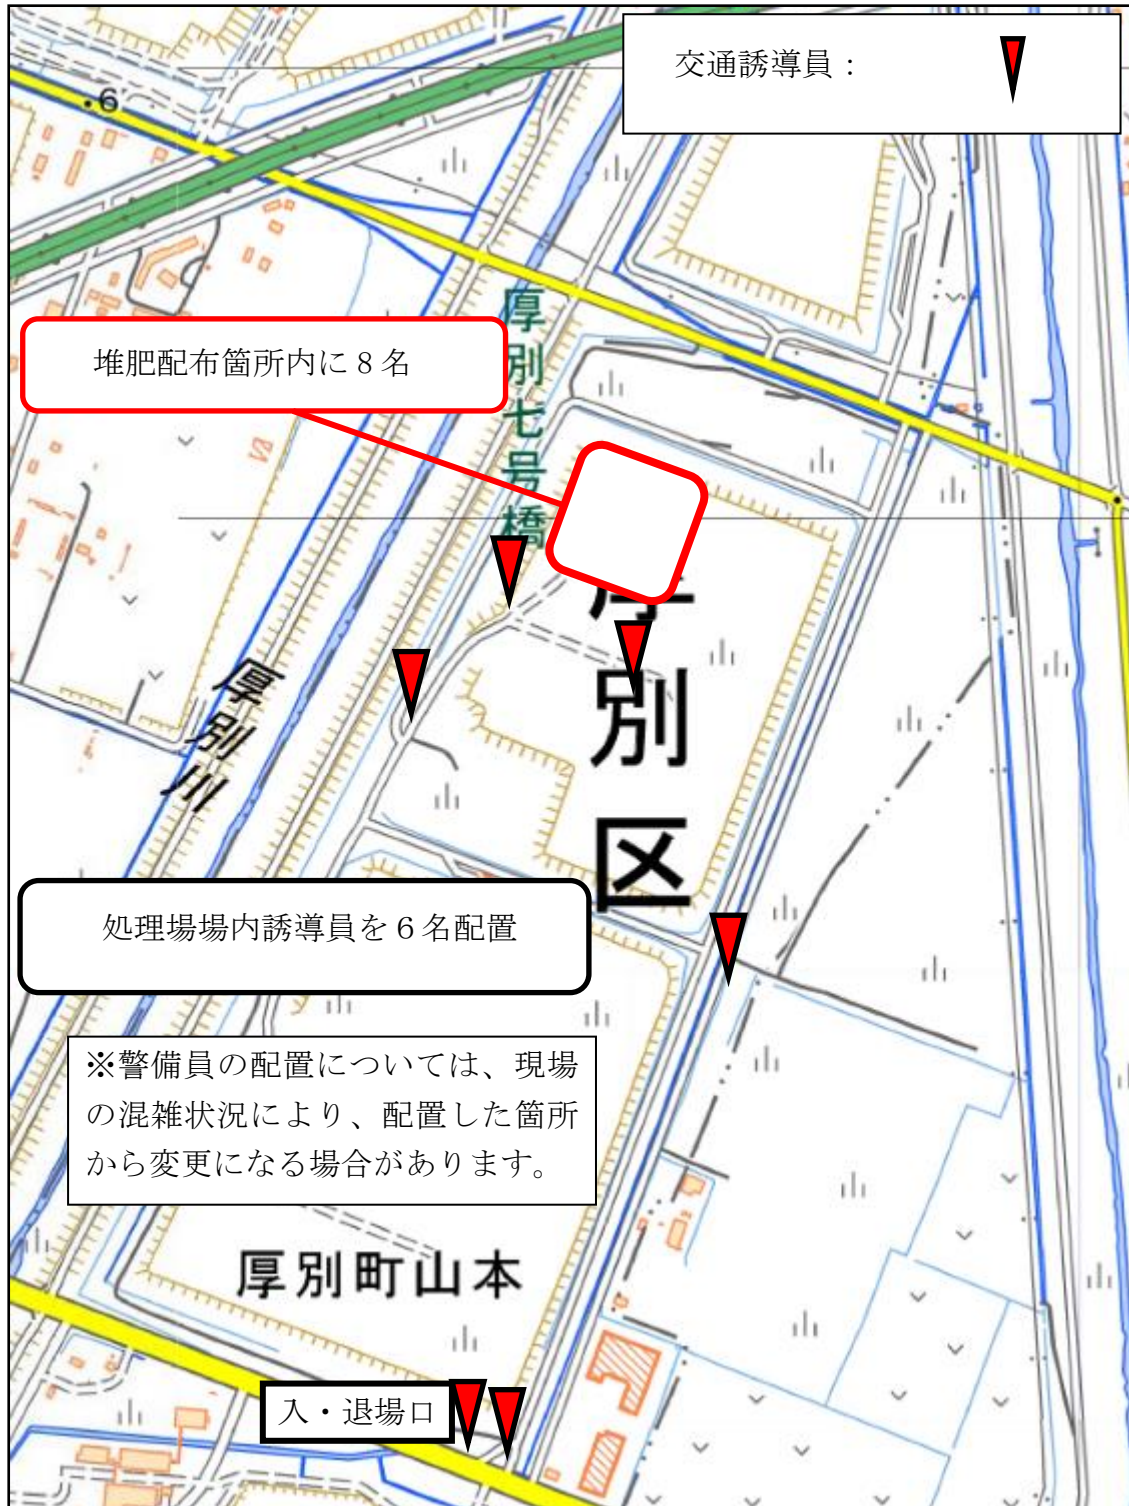 交通誘導員：
6
厚別七号橋
堆肥配布箇所内に８名
厚別区
厚別川
処理場場内誘導員を６名配置
※警備員の配置については、現場
の混雑状況により、配置した箇所
から変更になる場合があります。
厚別町山本
入・退場口